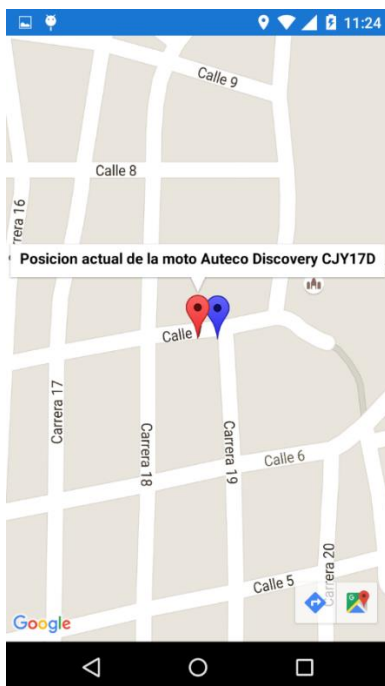 11:24
Calle 9
Calle 8
Carrera 16
Posicion actual de la moto Auteco Discovery CJY17D
Calle
Carrera 17
Carrera 18
Carrera 19
Calle 6
Carrera 20
Calle 5
Google